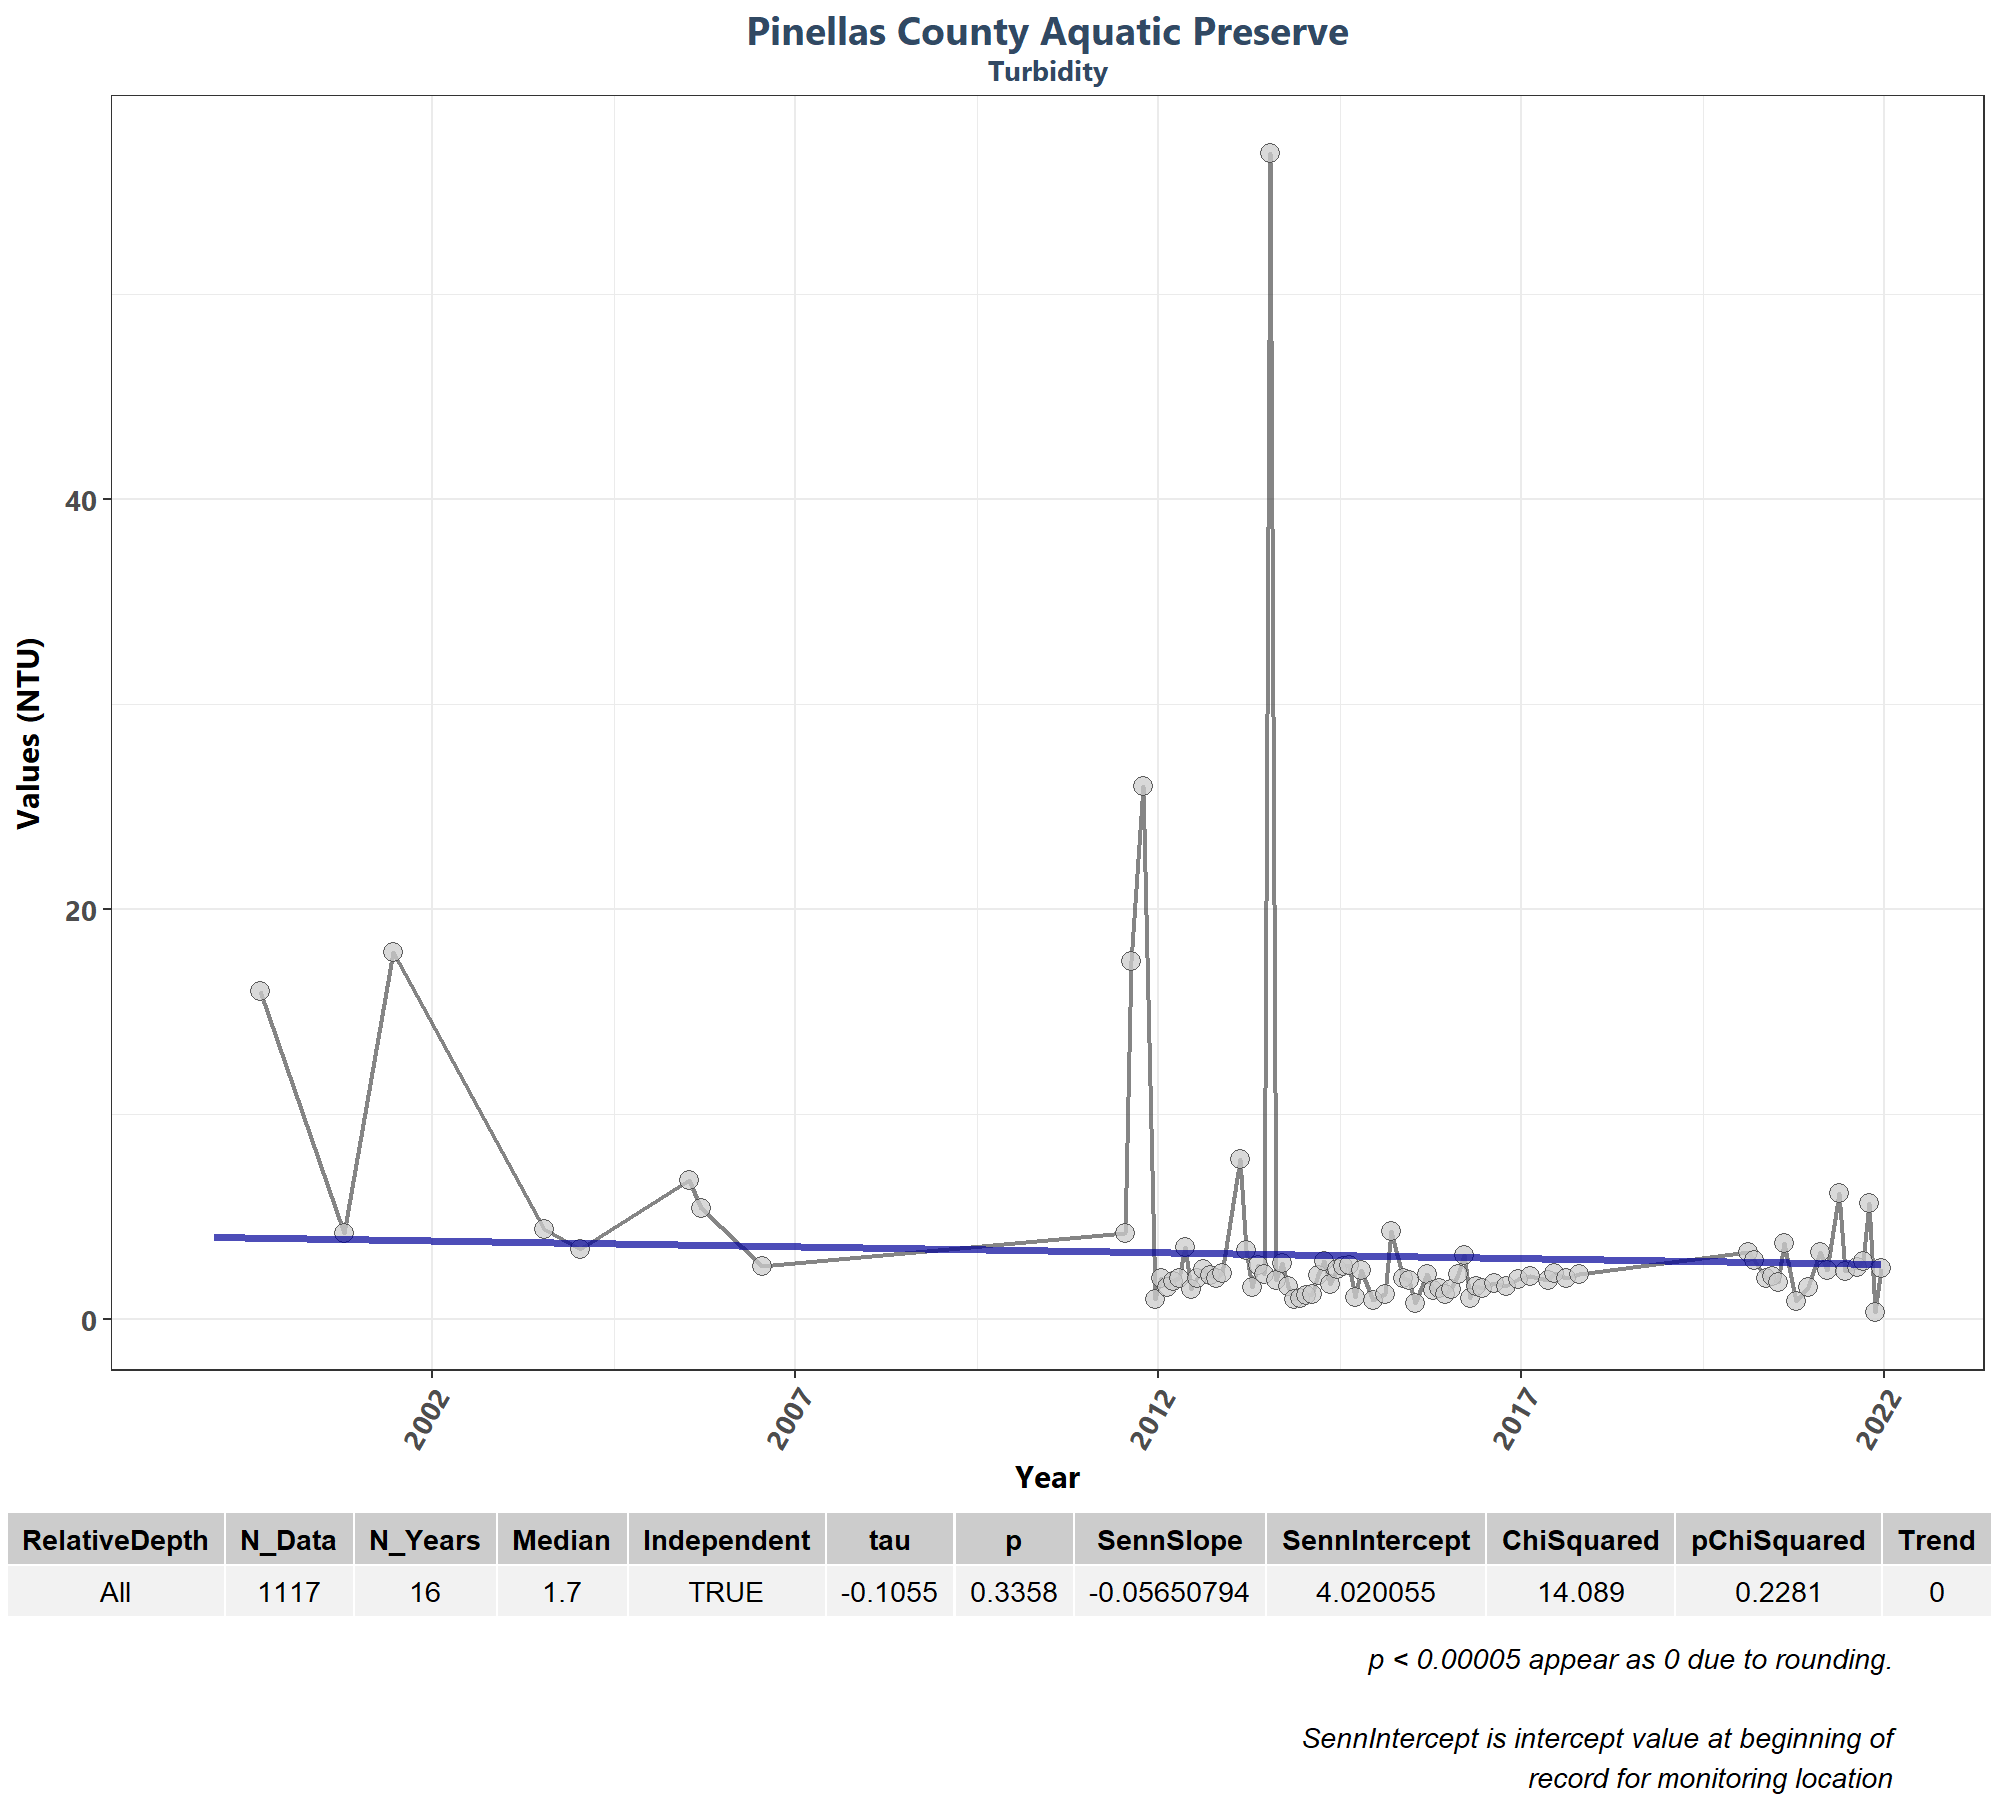 Pinellas County Aquatic Preserve
Turbidity
Values (NTU)
40
20
0
2002 2007 2012 2017 2022
Year
RelativeDepth N_Data N_Years Median Independent tau p SennSlope SennIntercept ChiSquared pChiSquared Trend
All 1117 16 1.7 TRUE -0.1055 0.3358 -0.05650794 4.020055 14.089 0.2281 0
p < 0.00005 appear as 0 due to rounding.
SennIntercept is intercept value at beginning of
record for monitoring location